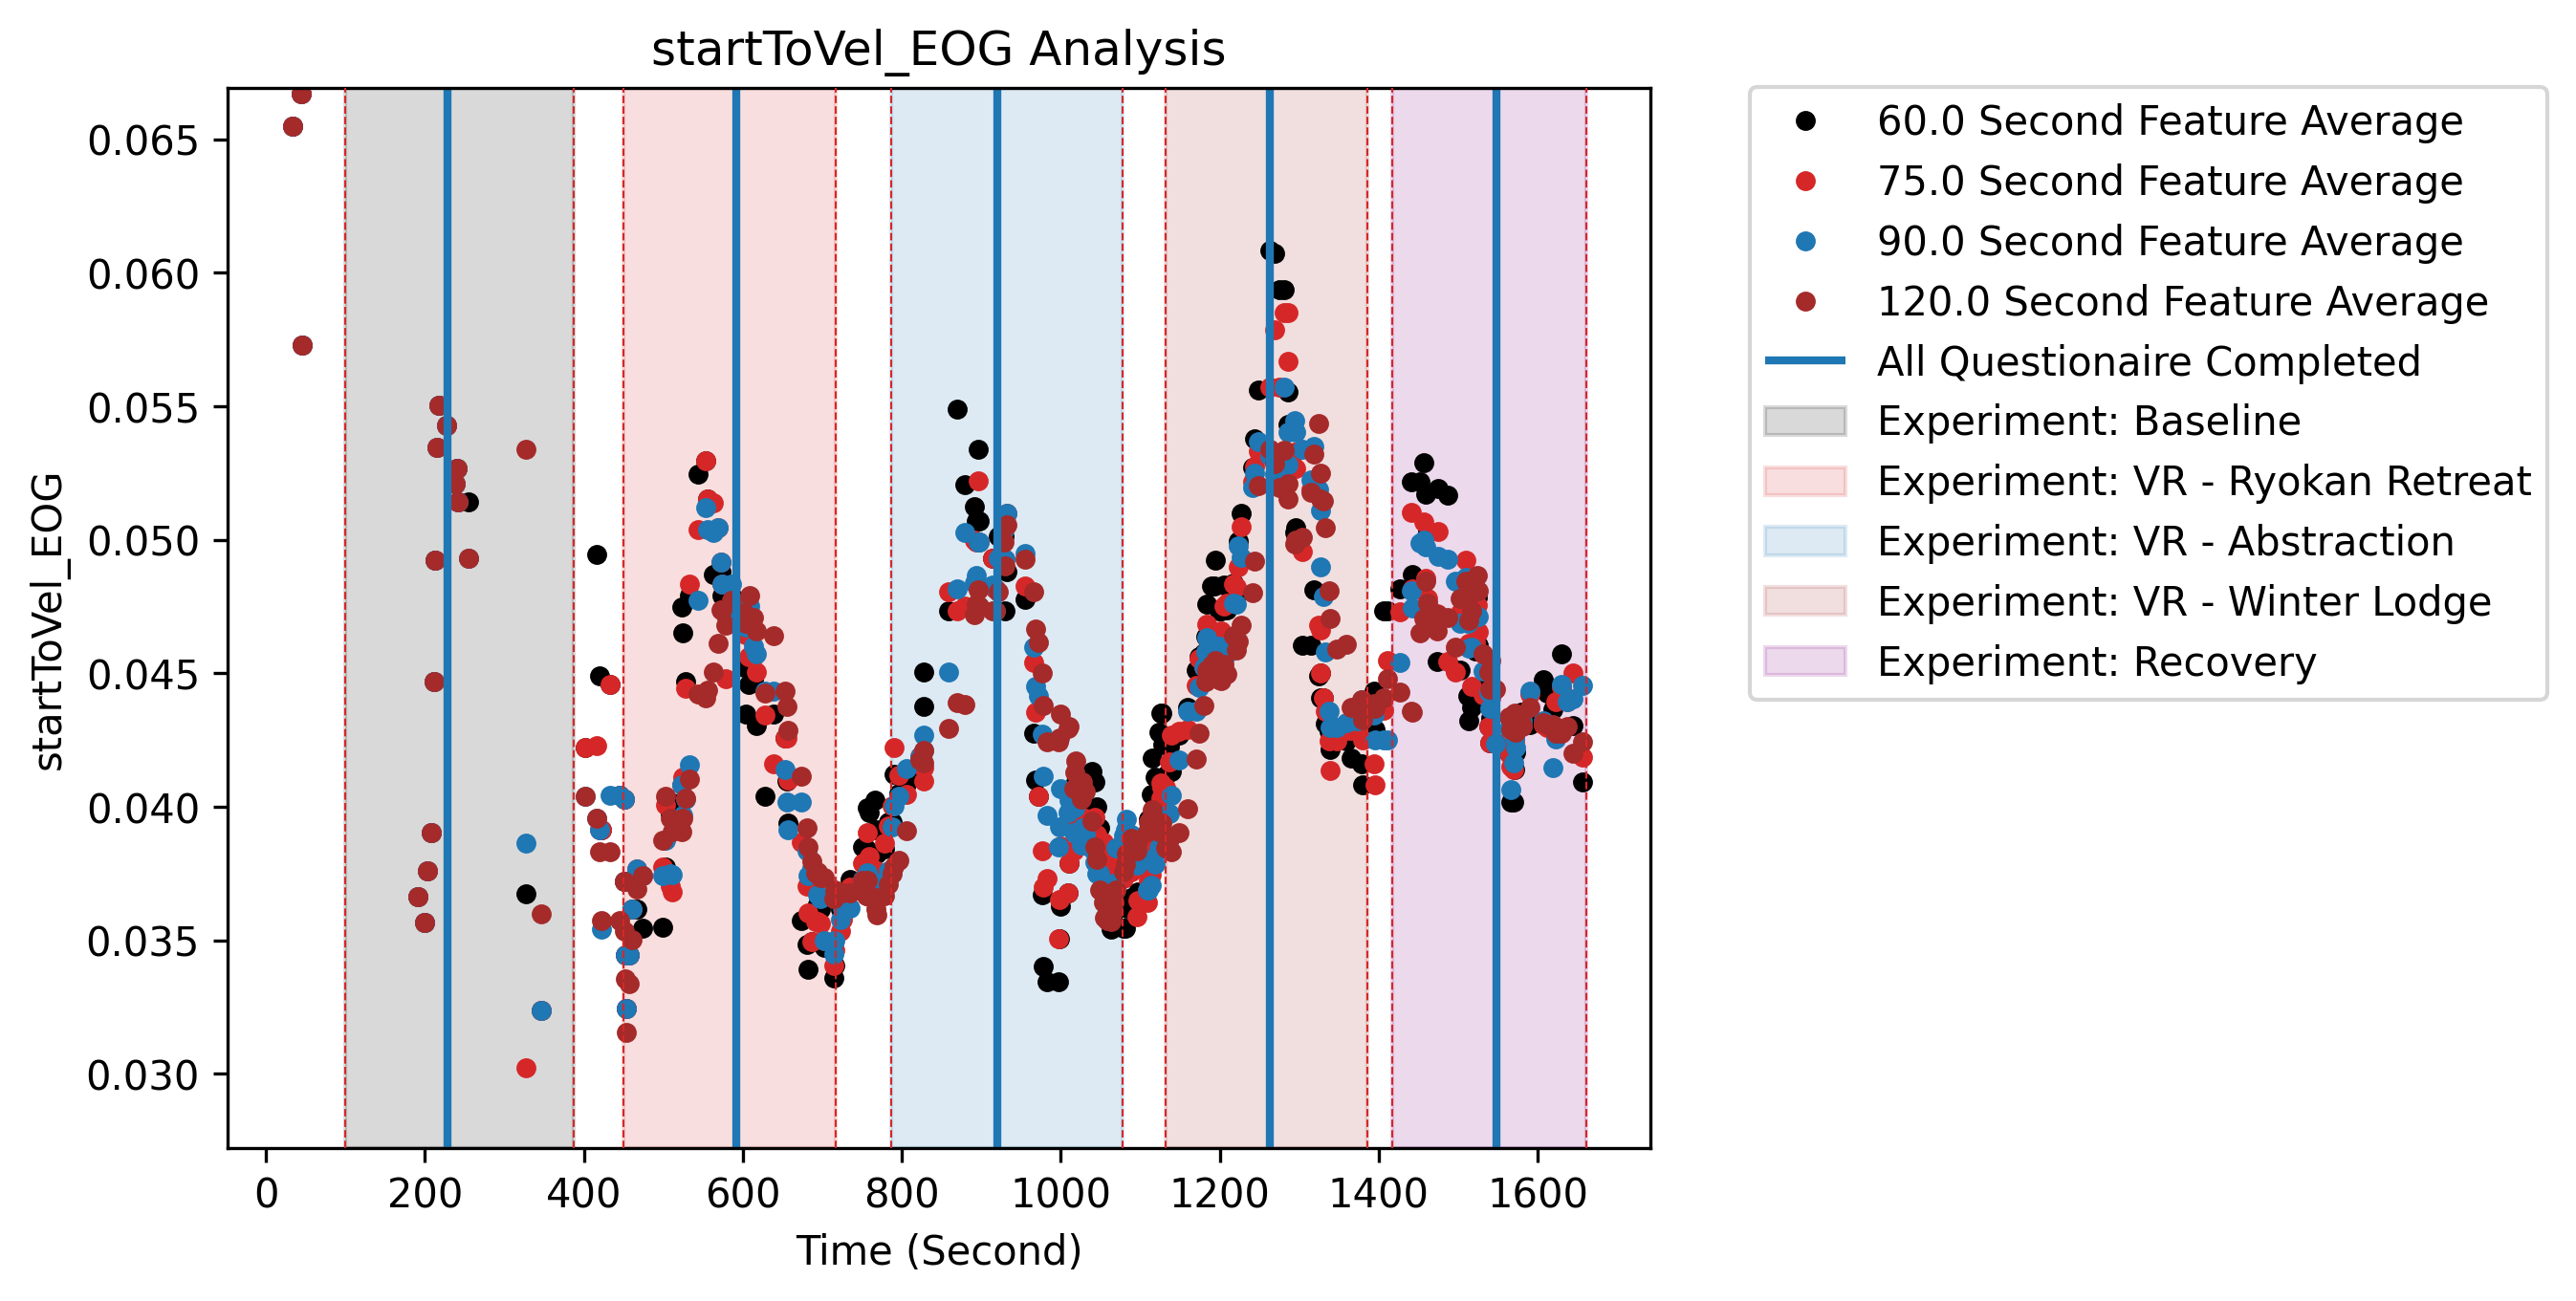 startToVel_EOG Analysis
startToVel_EOG
0.065
0.060
0.055
0.050
0.045
0.040
0.035
0.030
0 200 400 600 800 1000 1200 1400 1600
Time (Second)
60.0 Second Feature Average
75.0 Second Feature Average
90.0 Second Feature Average
120.0 Second Feature Average
All Questionaire Completed
Experiment: Baseline
Experiment: VR - Ryokan Retreat
Experiment: VR - Abstraction
Experiment: VR - Winter Lodge
Experiment: Recovery